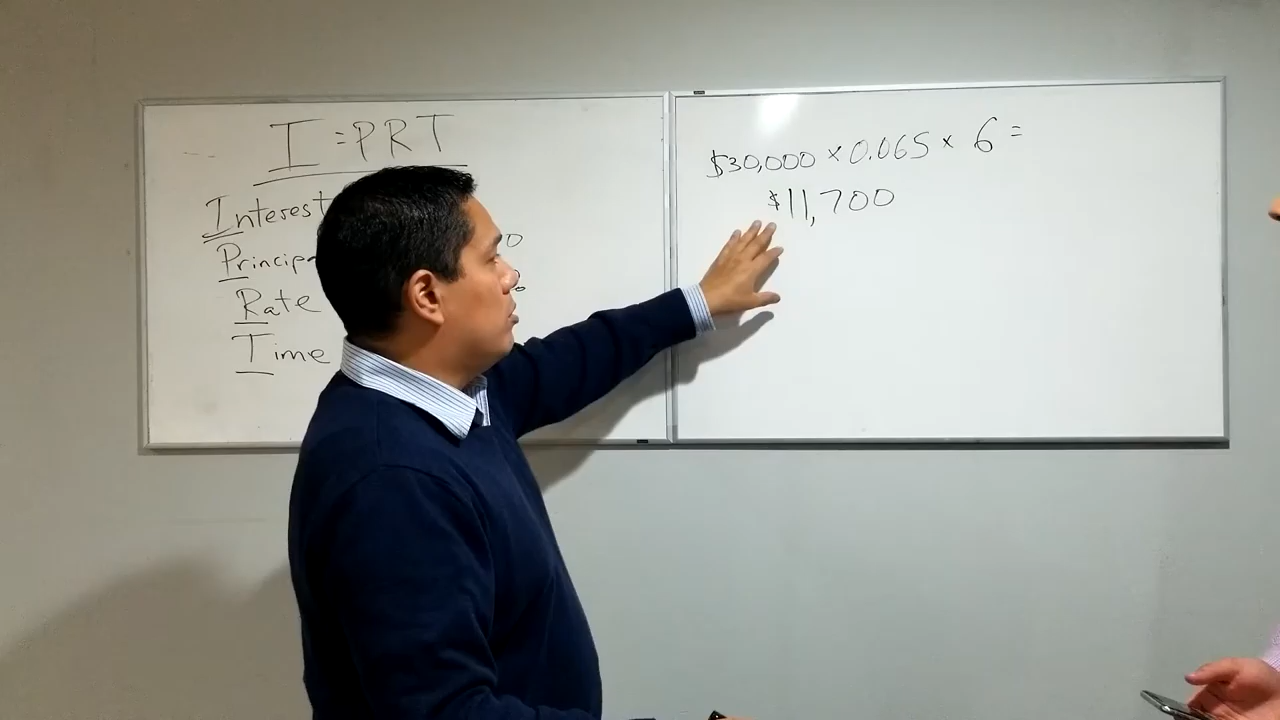 I = PRT
Interest
Princip
Rate
Time
$30,000 × 0.065 × 6 =
$11,700